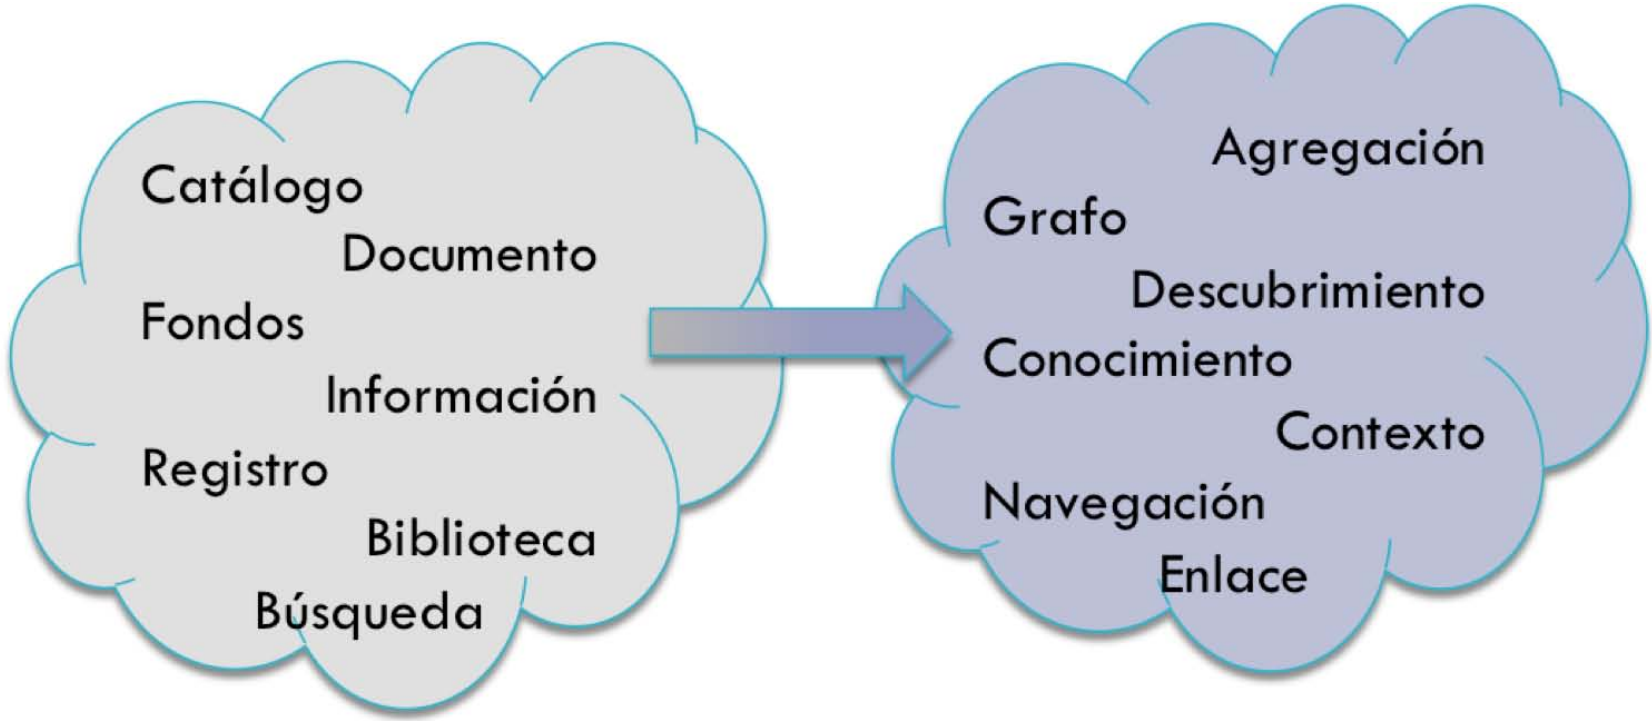 Catálogo
Documento
Fondos
Información
Registro
Biblioteca
Búsqueda
Agregación
Grafo
Descubrimiento
Conocimiento
Contexto
Navegación
Enlace